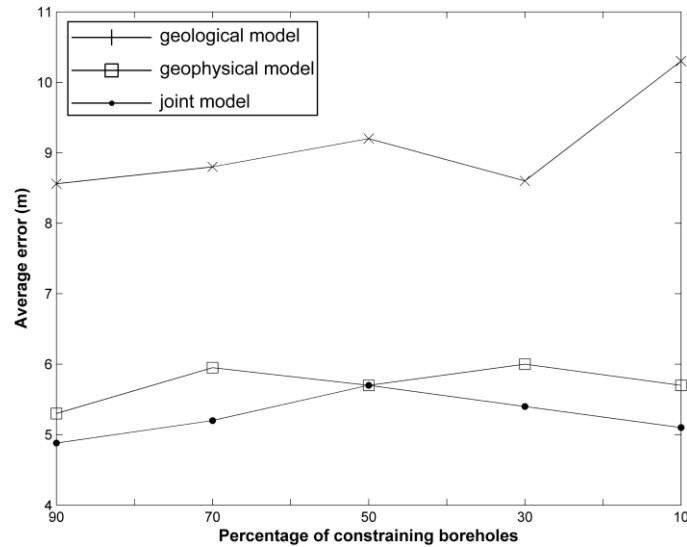 11
10
9
8
7
6
5
4
Average error (m)
geological model
geophysical model
joint model
90
70
50
30
10
Percentage of constraining boreholes